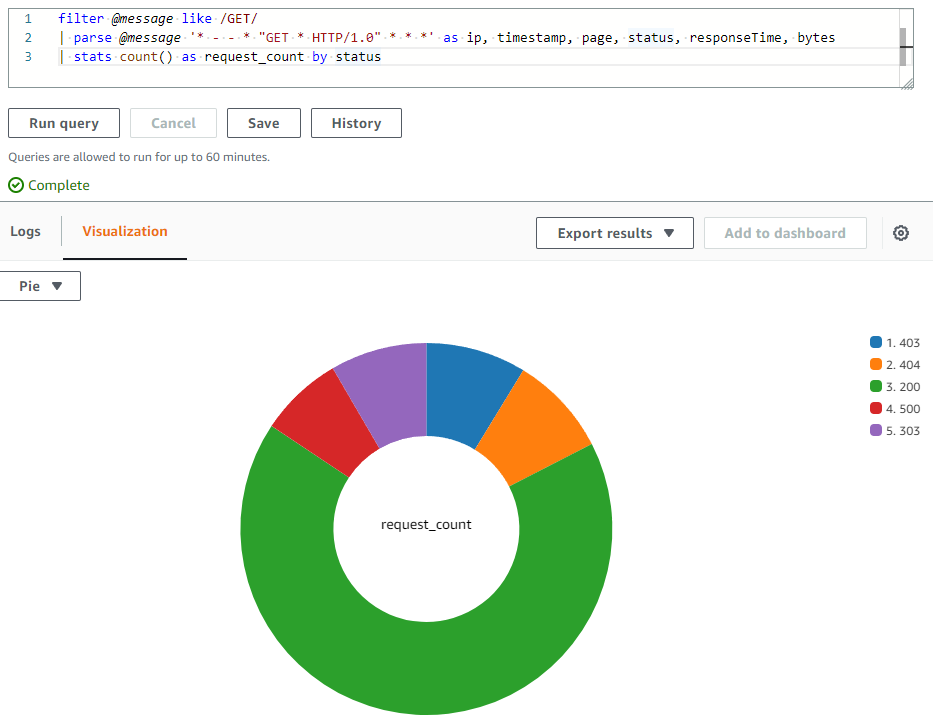 1 filter @message like /GET/
2 | parse @message '* - - * "GET * HTTP/1.0" * * *' as ip, timestamp, page, status, responseTime, bytes
3 | stats count() as request_count by status
Run query Cancel Save History
Queries are allowed to run for up to 60 minutes.
Complete
Logs Visualization Export results Add to dashboard
Pie
1. 403
2. 404
3. 200
4. 500
5. 303
request_count